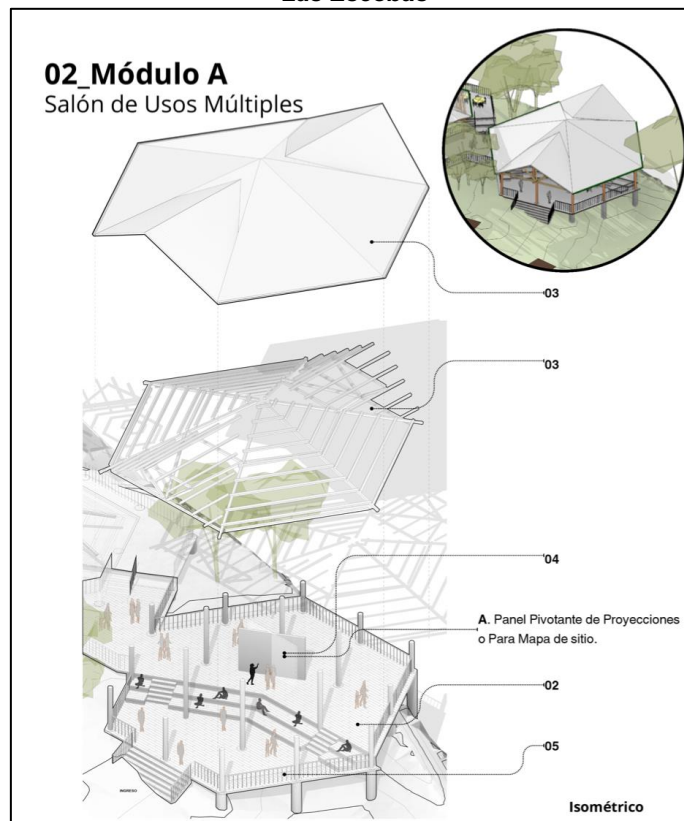 02_Módulo A
Salón de Usos Múltiples
03
03
04
A. Panel Pivotante de Proyecciones
o Para Mapa de sitio.
02
05
INGRESO
Isométrico